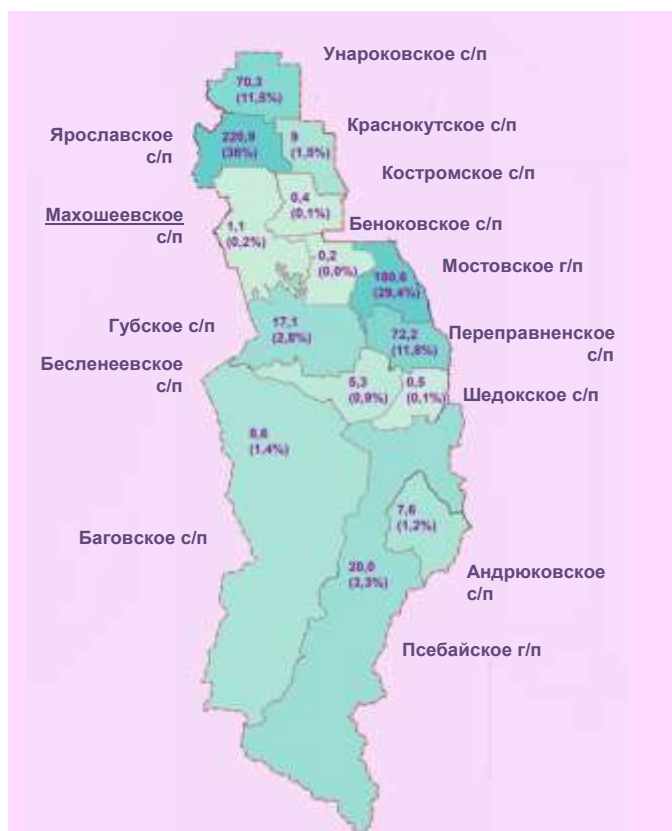 Унароковское с/п
70,3
(11,5%)
Ярославское
с/п
220,9
(36%)
9
(1,5%)
Краснокутское с/п
Костромское с/п
Махошеевское
с/п
0,4
(0,1%)
1,1
(0,2%)
Беноковское с/п
0,2
(0,0%)
Мостовское г/п
180,6
(29,4%)
Губское с/п
17,1
(2,8%)
72,2
(11,8%)
Переправненское
с/п
Бесленеевское
с/п
5,3
(0,9%)
0,5
(0,1%)
Шедокское с/п
8,6
(1,4%)
7,6
(1,2%)
Баговское с/п
20,0
(3,3%)
Андрюковское
с/п
Псебайское г/п